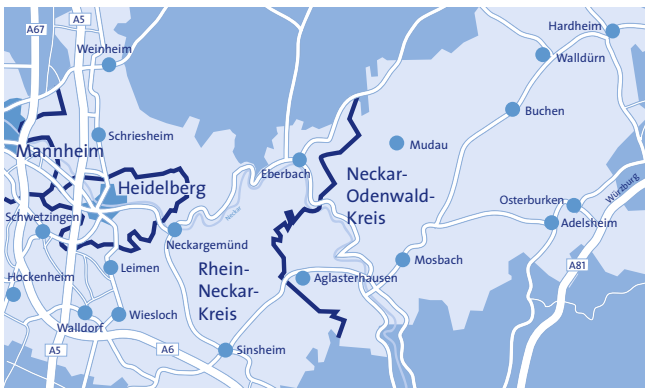 A67
A5
Hardheim
Weinheim
Walldürn
Buchen
Schriesheim
Mannheim
Mudau
Eberbach
Neckar-
Odenwald-
Kreis
Heidelberg
Würzburg
Osterburken
Schwetzingen
Neckar
Adelsheim
Neckargemünd
Mosbach
A81
Leimen
Rhein-
Neckar-
Kreis
Hockenheim
Aglasterhausen
Walldorf
Wiesloch
A5
A6
Sinsheim